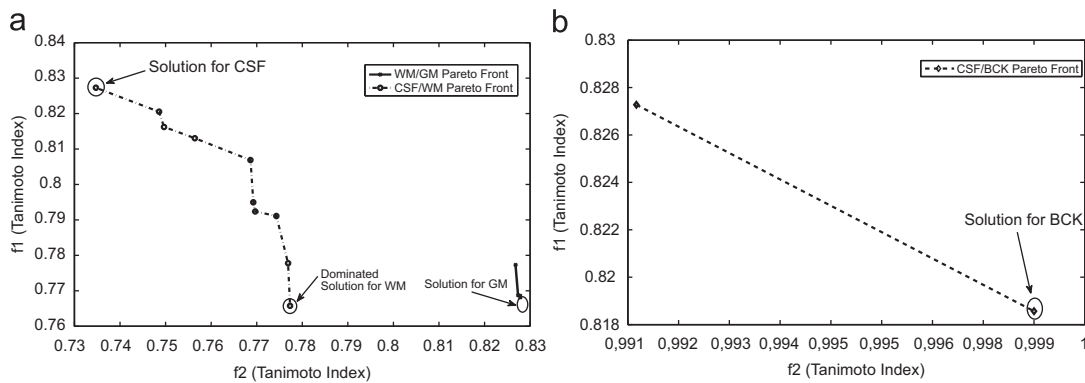 a
0.84
0.83
0.82
0.81
0.8
0.79
0.78
0.77
0.76
f1 (Tanimoto Index)
Solution for CSF
WM/GM Pareto Front
CSF/WM Pareto Front
Dominated
Solution for WM
Solution for GM
0.73 0.74 0.75 0.76 0.77 0.78 0.79 0.8 0.81 0.82 0.83
f2 (Tanimoto Index)
b
0.83
0.828
0.826
0.824
0.822
0.82
0.818
f1 (Tanimoto Index)
CSF/BCK Pareto Front
Solution for BCK
0,991 0,992 0,993 0,994 0,995 0,996 0,997 0,998 0,999 1
f2 (Tanimoto Index)